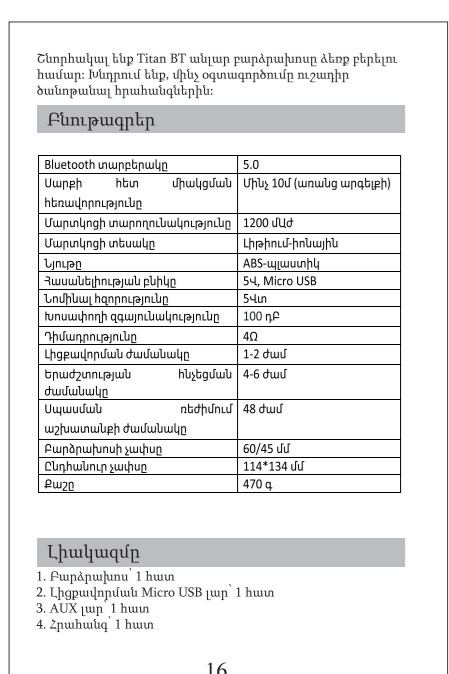 Շնորհակալ ենք Titan BT անլար բարձրախոսը ձեռք բերելու
համար: Խնդրում ենք, մինչ օգտագործումը ուշադիր
ծանոթանալ հրահանգներին:
Բնութագրեր
Bluetooth տարբերակը 5.0
Սարքի հետ միակցման Մինչ 10մ (առանց արգելքի)
հեռավորությունը
Մարտկոցի տարողունակությունը 1200 մԱժ
Մարտկոցի տեսակը Լիթիում-իոնային
Նյութը ABS-պլաստիկ
Հասանելիության բնիկը 5Վ, Micro USB
Նոմինալ հզորությունը 5Վտ
Խոսափողի զգայունակությունը 100 դԲ
Դիմադրությունը 4Ω
Լիցքավորման ժամանակը 1-2 ժամ
Երաժշտության հնչեցման 4-6 ժամ
ժամանակը
Սպասման ռեժիմում 48 ժամ
աշխատանքի ժամանակը
Բարձրախոսի չափսը 60/45 մմ
Ընդհանուր չափսը 114*134 մմ
Քաշը 470 գ
Լիակազմը
1. Բարձրախոս՝ 1 հատ
2. Լիցքավորման Micro USB լար՝ 1 հատ
3. AUX լար՝ 1 հատ
4. Հրահանգ՝ 1 հատ
16